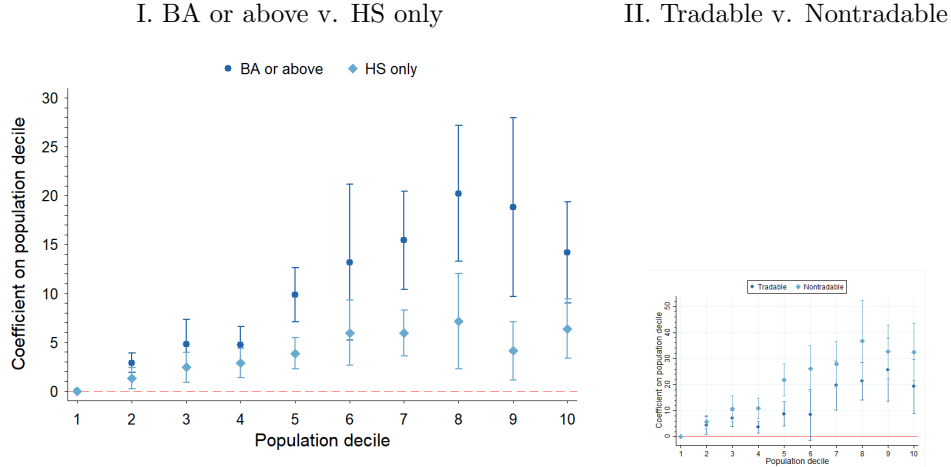 I. BA or above v. HS only
II. Tradable v. Nontradable
BA or above HS only
Coefficient on population decile
30
25
20
15
10
5
0
1 2 3 4 5 6 7 8 9 10
Population decile
Tradable Nontradable
Coefficient on population decile
50
40
30
20
10
0
1 2 3 4 5 6 7 8 9 10
Population decile